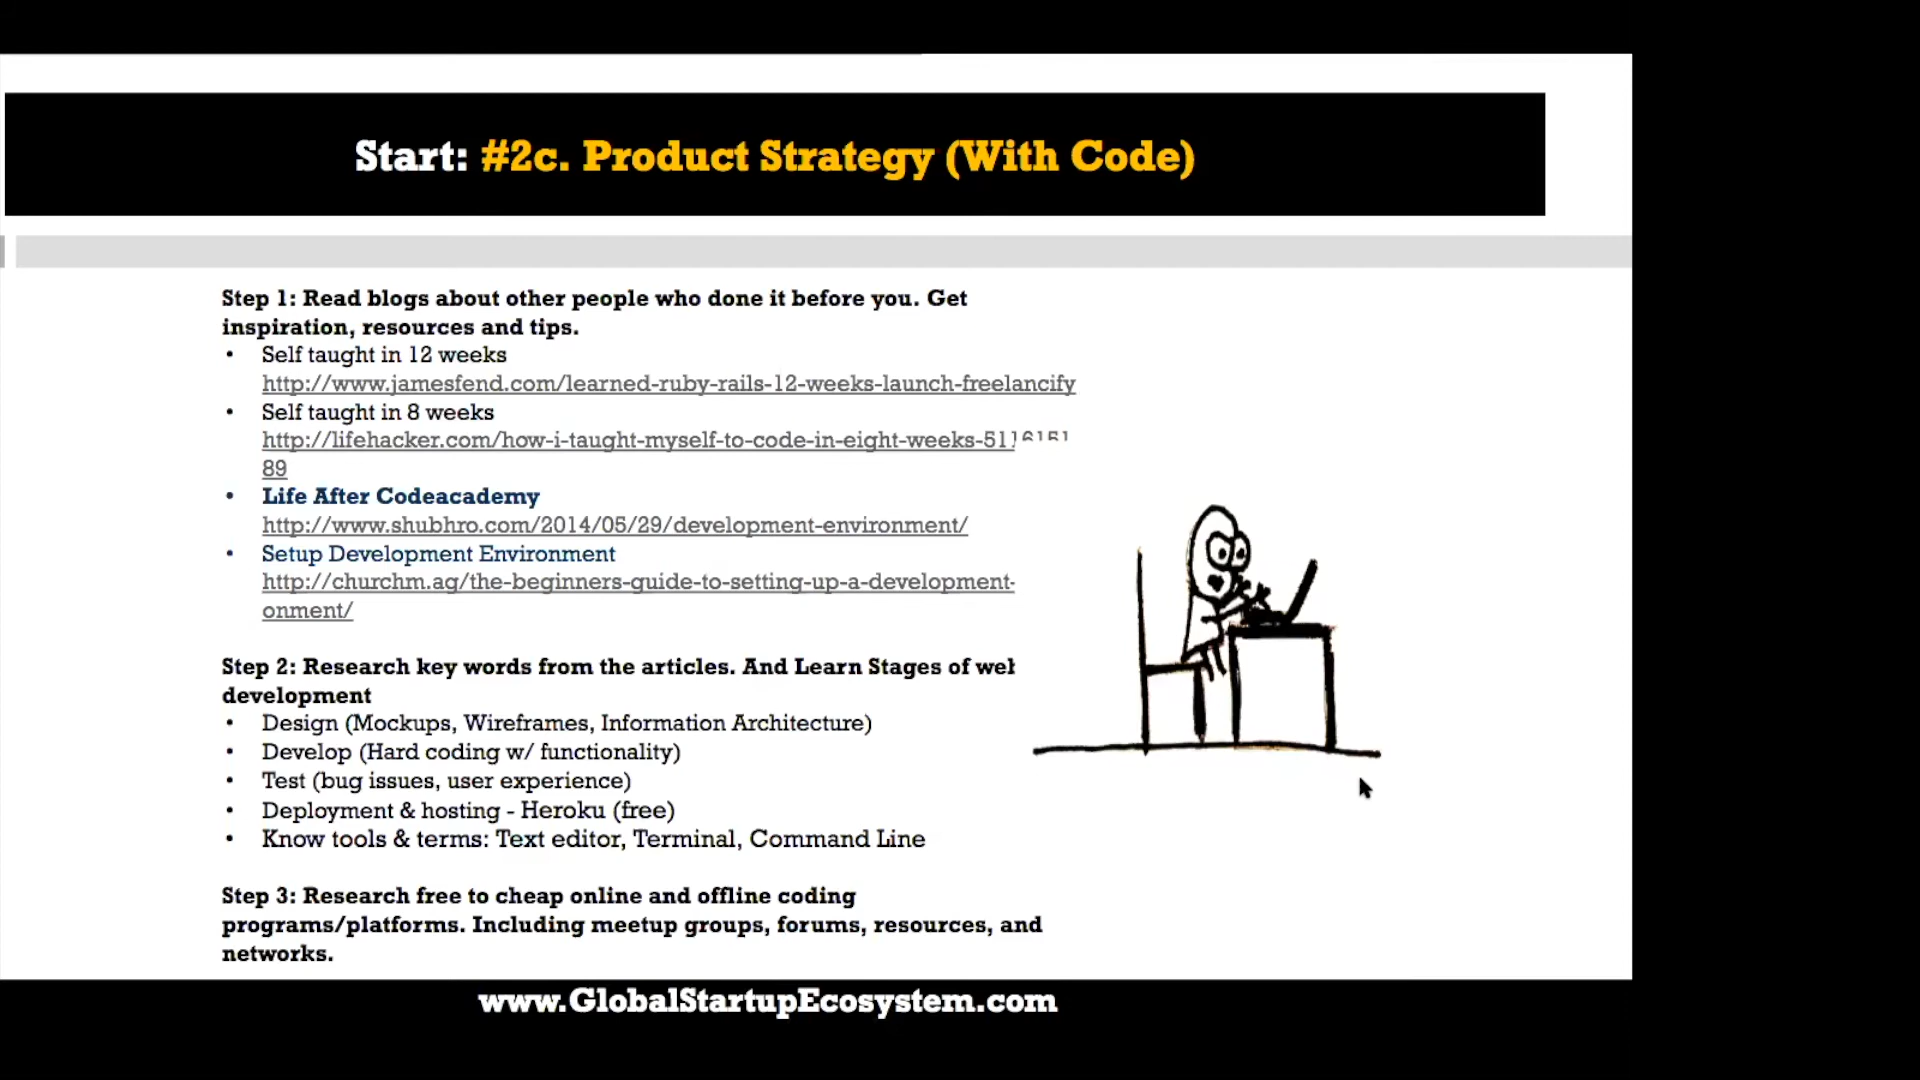 Start: #2c. Product Strategy (With Code)
Step 1: Read blogs about other people who done it before you. Get
inspiration, resources and tips.
• Self taught in 12 weeks
http://www.jamesfend.com/learned-ruby-rails-12-weeks-launch-freelancify
• Self taught in 8 weeks
http://lifehacker.com/how-i-taught-myself-to-code-in-eight-weeks-511
89
• Life After Codeacademy
http://www.shubhro.com/2014/05/29/development-environment/
• Setup Development Environment
http://churchm.ag/the-beginners-guide-to-setting-up-a-development-
onment/
Step 2: Research key words from the articles. And Learn Stages of
development
• Design (Mockups, Wireframes, Information Architecture)
• Develop (Hard coding w/ functionality)
• Test (bug issues, user experience)
• Deployment & hosting - Heroku (free)
• Know tools & terms: Text editor, Terminal, Command Line
Step 3: Research free to cheap online and offline coding
programs/platforms. Including meetup groups, forums, resources, and
networks.
www.GlobalStartupEcosystem.com